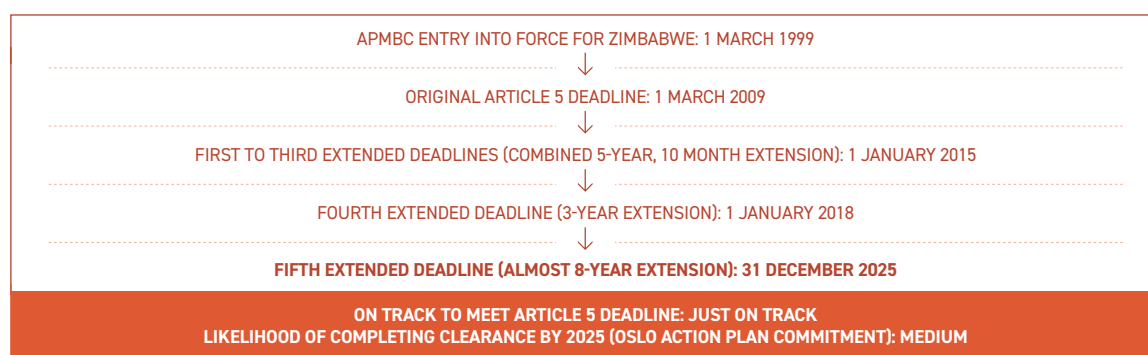 APMBC ENTRY INTO FORCE FOR ZIMBABWE: 1 MARCH 1999
ORIGINAL ARTICLE 5 DEADLINE: 1 MARCH 2009
FIRST TO THIRD EXTENDED DEADLINES (COMBINED 5-YEAR, 10 MONTH EXTENSION): 1 JANUARY 2015
FOURTH EXTENDED DEADLINE (3-YEAR EXTENSION): 1 JANUARY 2018
FIFTH EXTENDED DEADLINE (ALMOST 8-YEAR EXTENSION): 31 DECEMBER 2025
ON TRACK TO MEET ARTICLE 5 DEADLINE: JUST ON TRACK
LIKELIHOOD OF COMPLETING CLEARANCE BY 2025 (OSLO ACTION PLAN COMMITMENT): MEDIUM